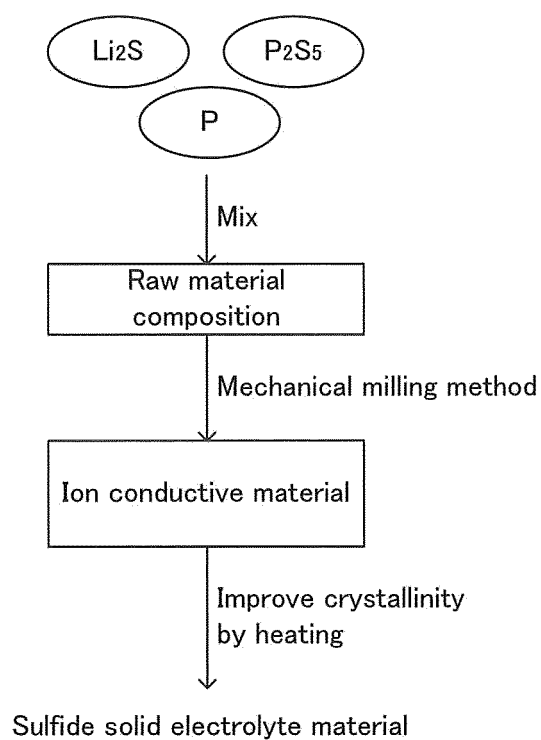 Li2S
P2S5
P
Mix
Raw material
composition
Mechanical milling method
Ion conductive material
Improve crystallinity
by heating
Sulfide solid electrolyte material